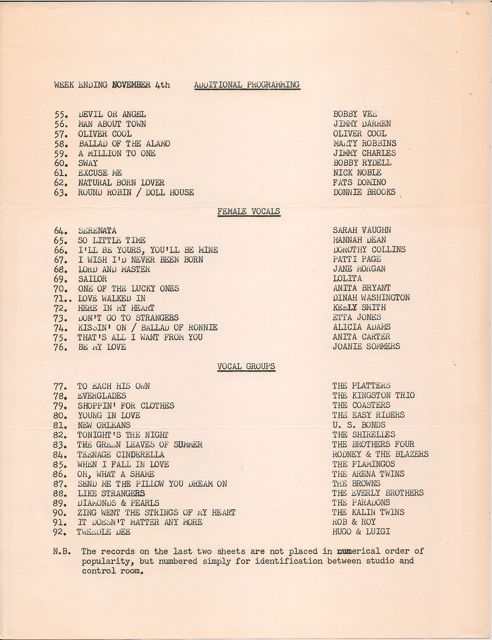 WEEK ENDING NOVEMBER 4th ADDITIONAL PROGRAMMING
55. DEVIL OR ANGEL BOBBY VEE
56. MAN ABOUT TOWN JIMMY DARREN
57. OLIVER COOL OLIVER COOL
58. BALLAD OF THE ALAMO MARTY ROBBINS
59. A MILLION TO ONE JIMMY CHARLES
60. SWAY BOBBY RYDELL
61. EXCUSE ME NICK NOBLE
62. NATURAL BORN LOVER FATS DOMINO
63. ROUND ROBIN / DOLL HOUSE DONNIE BROOKS
FEMALE VOCALS
64. SERENATA SARAH VAUGHN
65. SO LITTLE TIME HANNAH DEAN
66. I'LL BE YOURS, YOU'LL BE MINE DOROTHY COLLINS
67. I WISH I'D NEVER BEEN BORN PATTI PAGE
68. LORD AND MASTER JANE MORGAN
69. SAILOR LOLITA
70. ONE OF THE LUCKY ONES ANITA BRYANT
71.. LOVE WALKED IN DINAH WASHINGTON
72. HERE IN MY HEART KEELY SMITH
73. DON'T GO TO STRANGERS ETTA JONES
74. KISSIN' ON / BALLAD OF RONNIE ALICIA ADAMS
75. THAT'S ALL I WANT FROM YOU ANITA CARTER
76. BE MY LOVE JOANIE SOMMERS
VOCAL GROUPS
77. TO EACH HIS OWN THE PLATTERS
78. EVERGLADES THE KINGSTON TRIO
79. SHOPPIN' FOR CLOTHES THE COASTERS
80. YOUNG IN LOVE THE EASY RIDERS
81. NEW ORLEANS U. S. BONDS
82. TONIGHT'S THE NIGHT THE SHIRELLES
83. THE GREEN LEAVES OF SUMMER THE BROTHERS FOUR
84. TEENAGE CINDERELLA RODNEY & THE BLAZERS
85. WHEN I FALL IN LOVE THE FLAMINGOS
86. OH, WHAT A SHAME THE ARENA TWINS
87. SEND ME THE PILLOW YOU DREAM ON THE BROWNS
88. LIKE STRANGERS THE EVERLY BROTHERS
89. DIAMONDS & PEARLS THE PARADONS
90. ZING WENT THE STRINGS OF MY HEART THE KALIN TWINS
91. IT DOESN'T MATTER ANY MORE ROB & ROY
92. TWEEDLE DEE HUGO & LUIGI
N.B. The records on the last two sheets are not placed in numerical order of
popularity, but numbered simply for identification between studio and
control room.